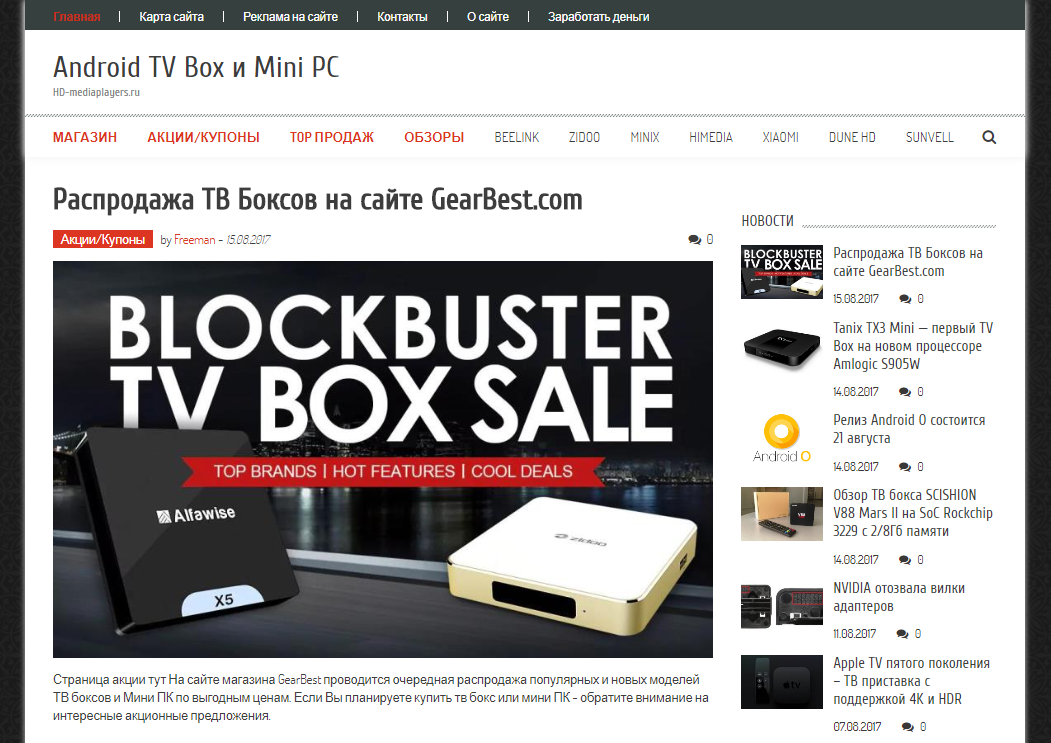 Главная
Карта сайта
Реклама на сайте
Контакты
О сайте
Заработать деньги
Android TV Box и Mini PC
HD-mediaplayers.ru
МАГАЗИН
АКЦИИ/КУПОНЫ
ТОР ПРОДАЖ
ОБЗОРЫ
BEELINK
ZIDOO
MINIX
HIMEDIA
XIAOMI
DUNE HD
SUNVELL
Распродажа ТВ Боксов на сайте GearBest.com
Акции/Купоны by Freeman - 15.08.2017
0
BLOCKBUSTER
TV BOX SALE
TOP BRANDS | HOT FEATURES | COOL DEALS
Alfawise
X5
ZIDOO
Страница акции тут На сайте магазина GearBest проводится очередная распродажа популярных и новых моделей
ТВ боксов и Мини ПК по выгодным ценам. Если Вы планируете купить тв бокс или мини ПК - обратите внимание на
интересные акционные предложения.
НОВОСТИ
BLOCKBUSTER
TV BOX SALE
Распродажа ТВ Боксов на
сайте GearBest.com
15.08.2017 0
Tanix TX3 Mini — первый TV
Box на новом процессоре
Amlogic S905W
14.08.2017 0
Android O
Релиз Android O состоится
21 августа
14.08.2017 0
Обзор ТВ бокса SCISHION
V88 Mars II на SoC Rockchip
3229 с 2/8Гб памяти
14.08.2017 0
NVIDIA отозвала вилки
адаптеров
11.08.2017 0
tv
Apple TV пятого поколения
– ТВ приставка с
поддержкой 4K и HDR
07.08.2017 0